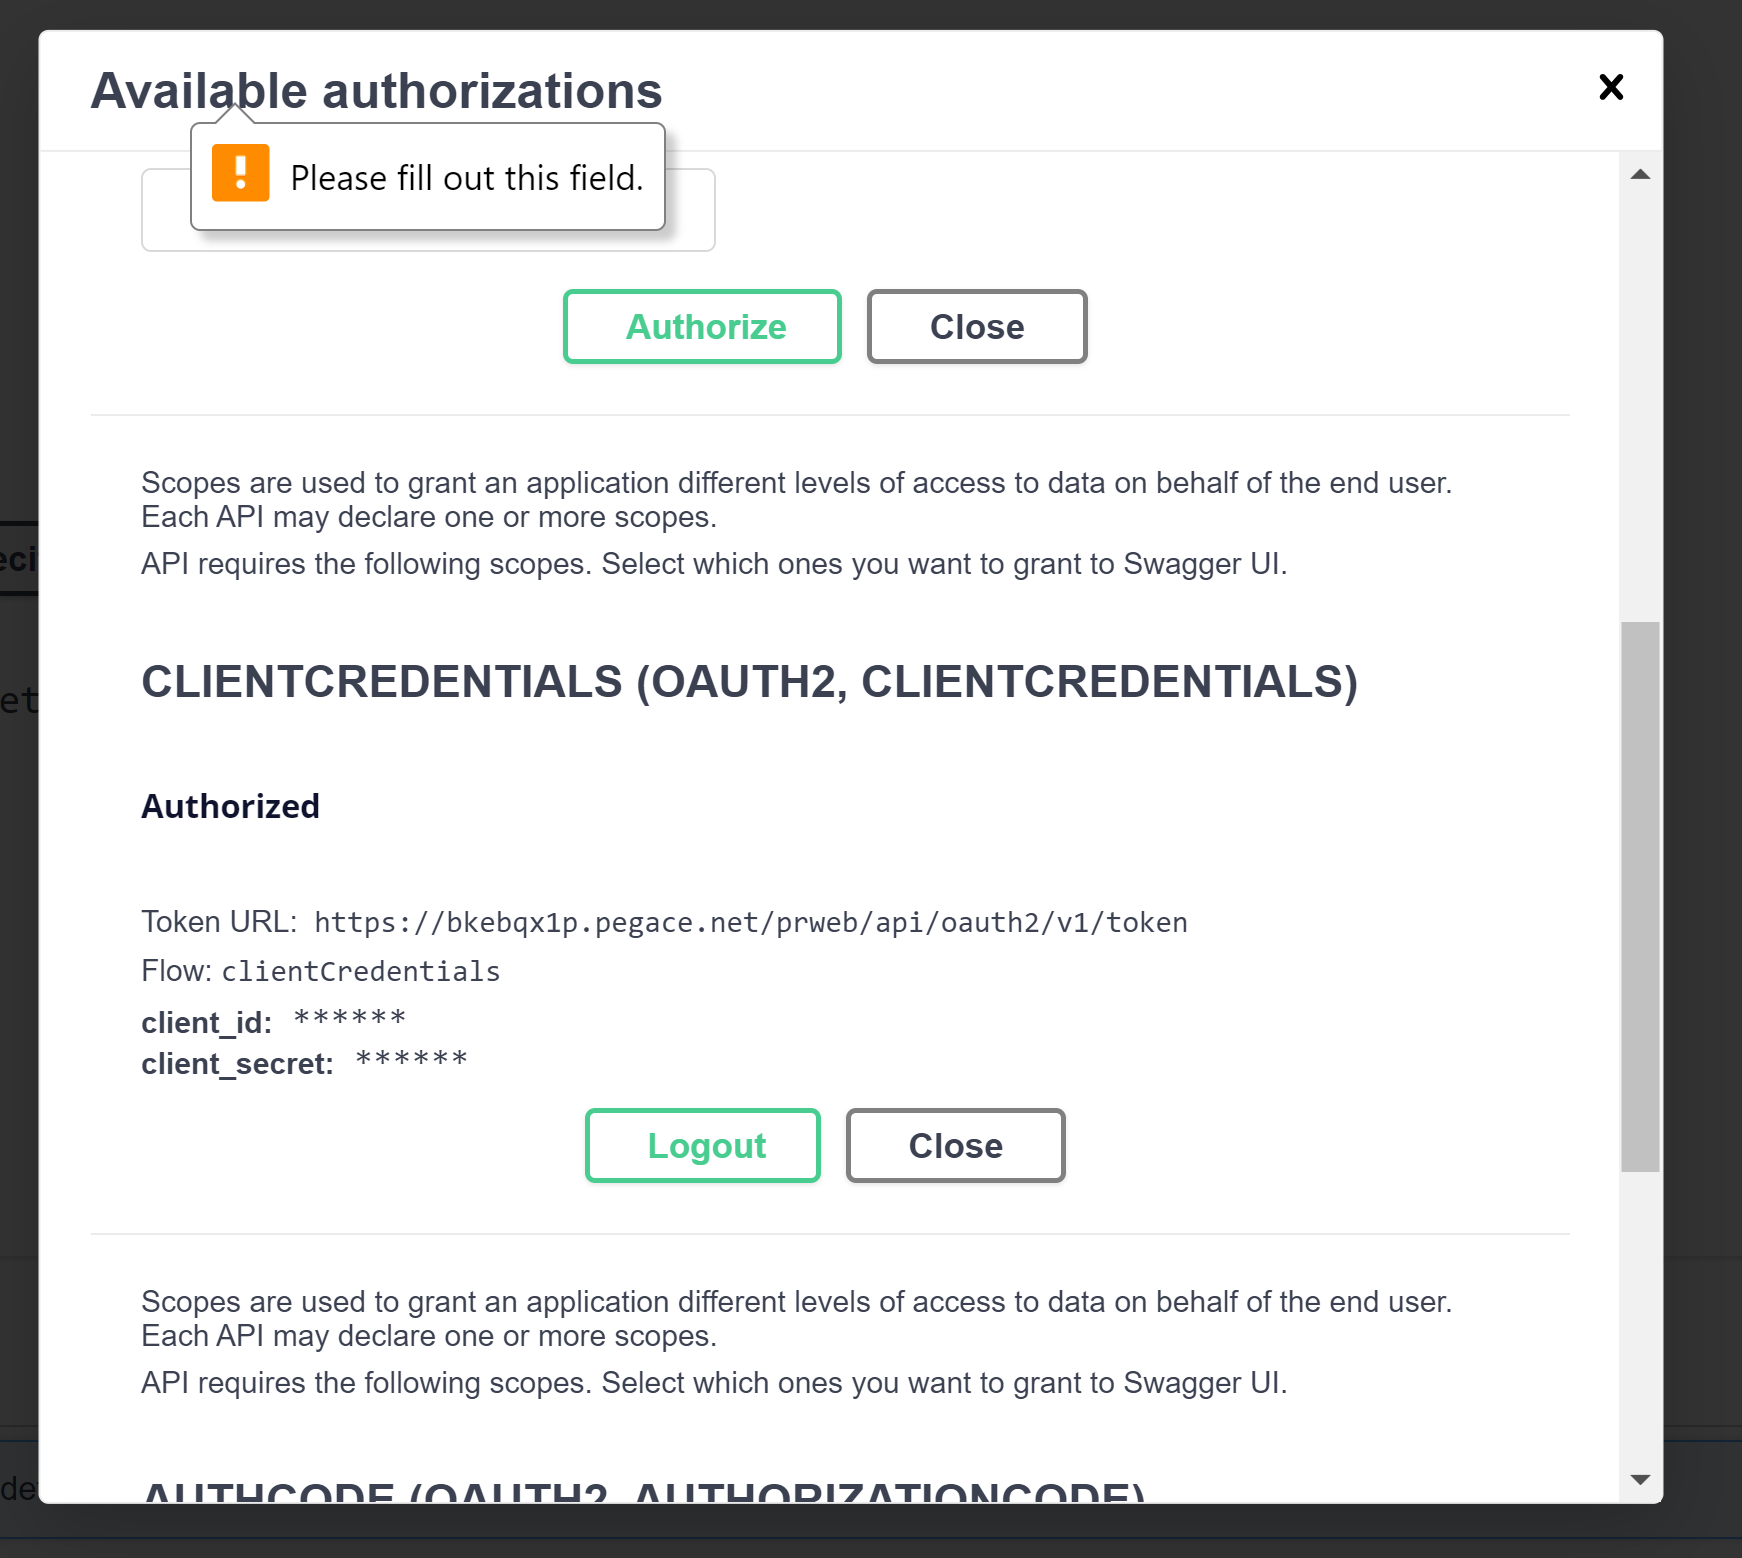 Available authorizations
Please fill out this field.
Authorize
Close
Scopes are used to grant an application different levels of access to data on behalf of the end user.
Each API may declare one or more scopes.
API requires the following scopes. Select which ones you want to grant to Swagger UI.
eci
et
CLIENTCREDENTIALS (OAUTH2, CLIENTCREDENTIALS)
Authorized
Token URL: https://bkebqx1p.pegace.net/prweb/api/oauth2/v1/token
Flow: clientCredentials
client_id: ******
client_secret: ******
Logout
Close
Scopes are used to grant an application different levels of access to data on behalf of the end user.
Each API may declare one or more scopes.
API requires the following scopes. Select which ones you want to grant to Swagger UI.
de
AUTHCODE (OAUTH2, AUTHORIZATIONCODE)